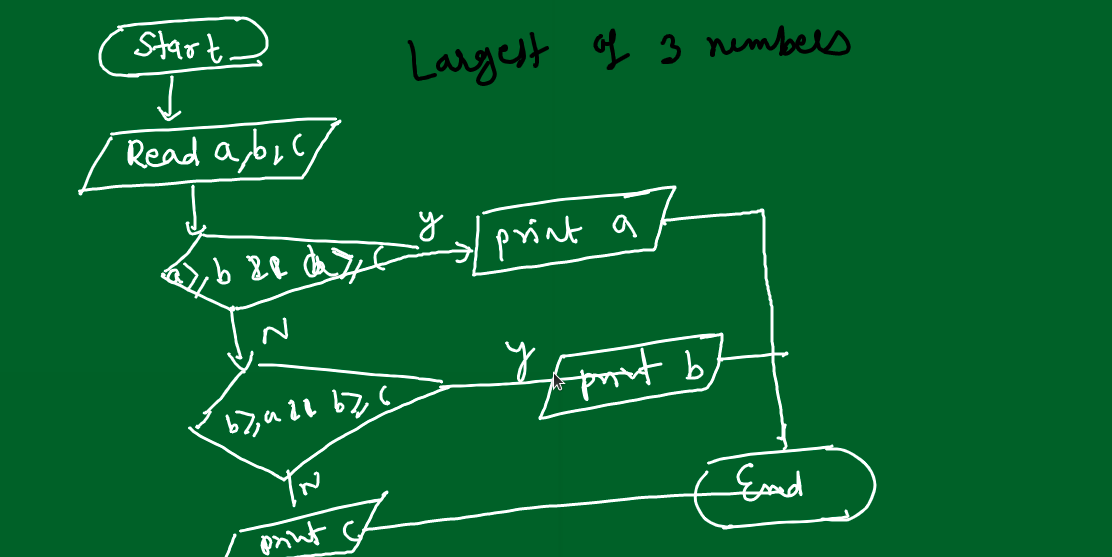 Largest of 3 numbers
Start
Read a, b, c
a ≥ b && a ≥ c
y
print a
N
b ≥ a && b ≥ c
y
print b
N
print c
End